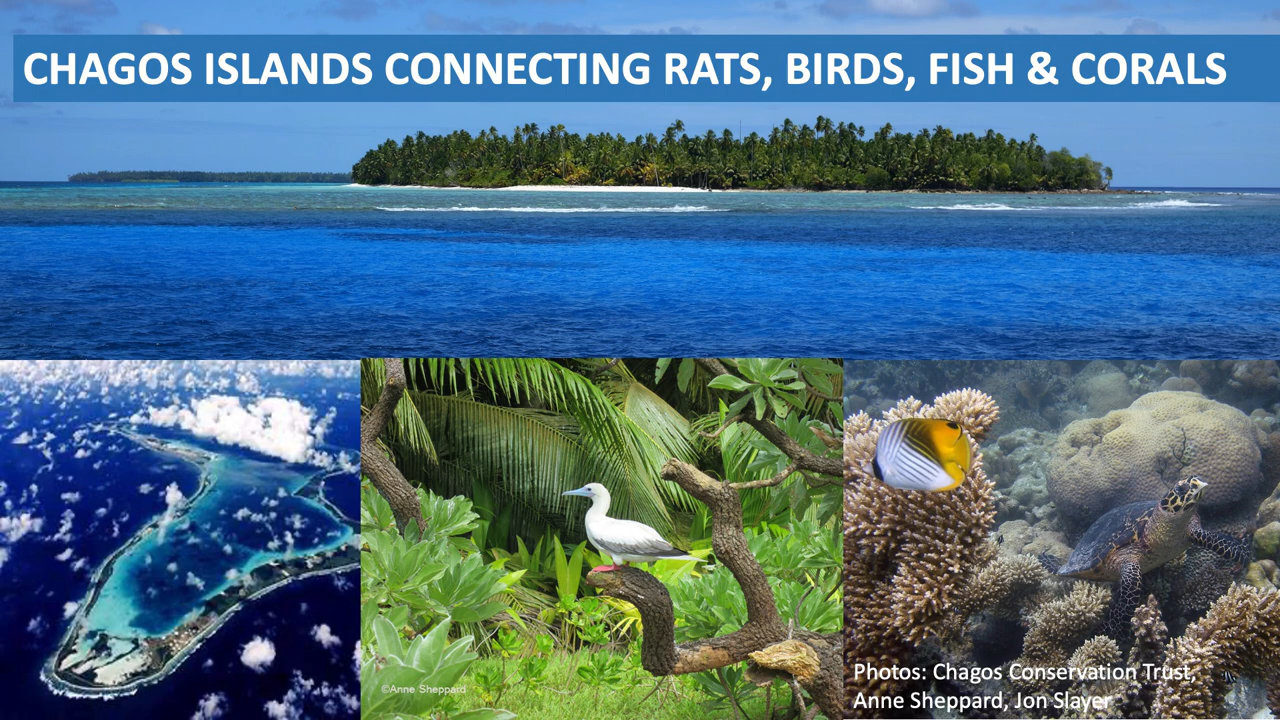 CHAGOS ISLANDS CONNECTING RATS, BIRDS, FISH & CORALS
©Anne Sheppard
Photos: Chagos Conservation Trust,
Anne Sheppard, Jon Slayer